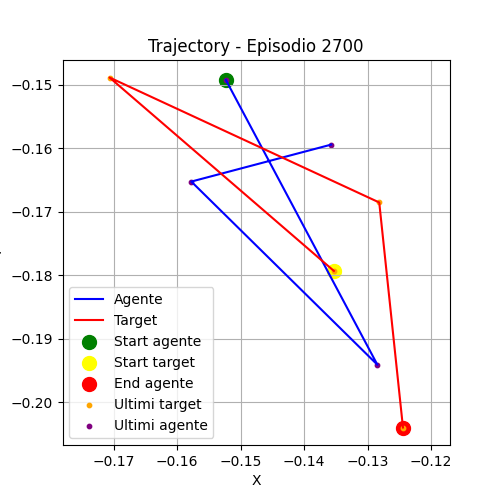 Trajectory - Episodio 2700
−0.15
−0.16
−0.17
−0.18
−0.19
−0.20
Agente
Target
Start agente
Start target
End agente
Ultimi target
Ultimi agente
−0.17 −0.16 −0.15 −0.14 −0.13 −0.12
X